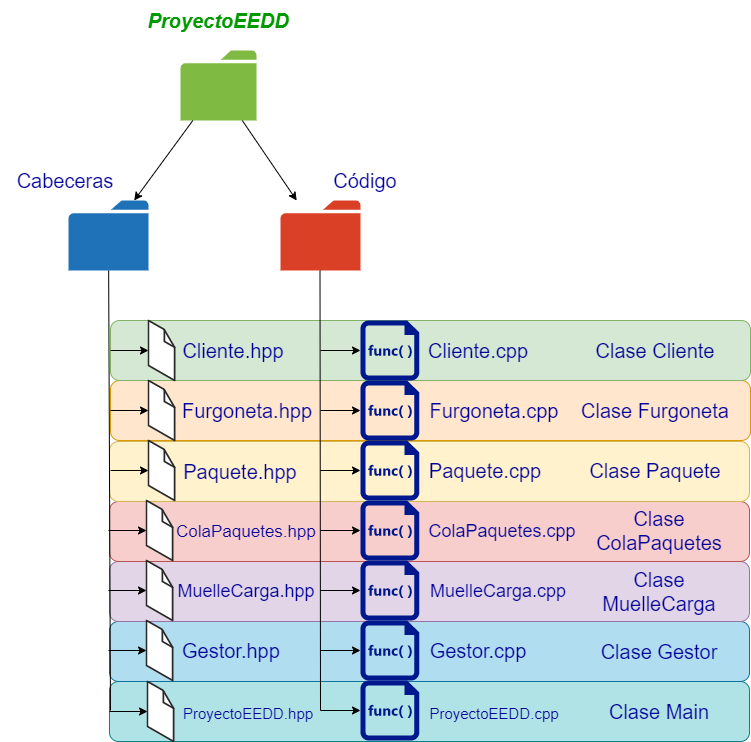 ProyectoEEDD
Cabeceras
Código
Cliente.hpp
func( )
Cliente.cpp
Clase Cliente
Furgoneta.hpp
func( )
Furgoneta.cpp
Clase Furgoneta
Paquete.hpp
func( )
Paquete.cpp
Clase Paquete
ColaPaquetes.hpp
func( )
ColaPaquetes.cpp
Clase
ColaPaquetes
MuelleCarga.hpp
func( )
MuelleCarga.cpp
Clase
MuelleCarga
Gestor.hpp
func( )
Gestor.cpp
Clase Gestor
ProyectoEEDD.hpp
func( )
ProyectoEEDD.cpp
Clase Main